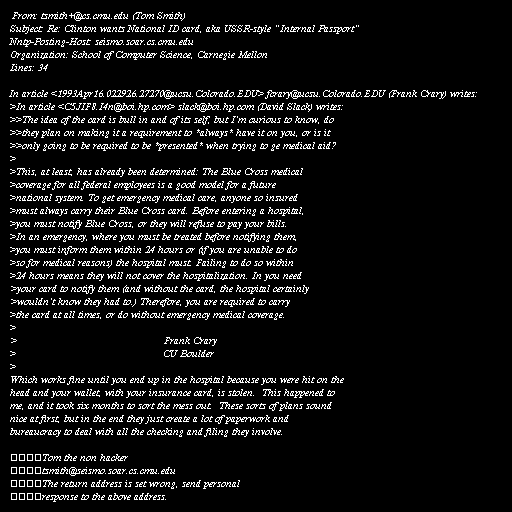 From: tsmith+@cs.cmu.edu (Tom Smith)
Subject: Re: Clinton wants National ID card, aka USSR-style "Internal Passport"
Nntp-Posting-Host: seismo.soar.cs.cmu.edu
Organization: School of Computer Science, Carnegie Mellon
Lines: 34

In article <1993Apr16.022926.27270@ucsu.Colorado.EDU> fcrary@ucsu.Colorado.EDU (Frank Crary) writes:
>In article <C5JIF8.I4n@boi.hp.com> slack@boi.hp.com (David Slack) writes:
>>The idea of the card is bull in and of its self, but I'm curious to know, do
>>they plan on making it a requirement to *always* have it on you, or is it
>>only going to be required to be *presented* when trying to ge medical aid?
>
>This, at least, has already been determined: The Blue Cross medical
>coverage for all federal employees is a good model for a future
>national system. To get emergency medical care, anyone so insured
>must always carry their Blue Cross card. Before entering a hospital,
>you must notify Blue Cross, or they will refuse to pay your bills.
>In an emergency, where you must be treated before notifying them,
>you must inform them within 24 hours or (if you are unable to do
>so for medical reasons) the hospital must. Failing to do so within
>24 hours means they will not cover the hospitalization. In you need
>your card to notify them (and without the card, the hospital certainly
>wouldn't know they had to.) Therefore, you are required to carry
>the card at all times, or do without emergency medical coverage.
>
> Frank Crary
> CU Boulder
>
Which works fine until you end up in the hospital because you were hit on the
head and your wallet, with your insurance card, is stolen. This happened to
me, and it took six months to sort the mess out. These sorts of plans sound
nice at first, but in the end they just create a lot of paperwork and
bureaucracy to deal with all the checking and filing they involve.

□□□□Tom the non hacker
□□□□tsmith@seismo.soar.cs.cmu.edu
□□□□The return address is set wrong, send personal
□□□□response to the above address.